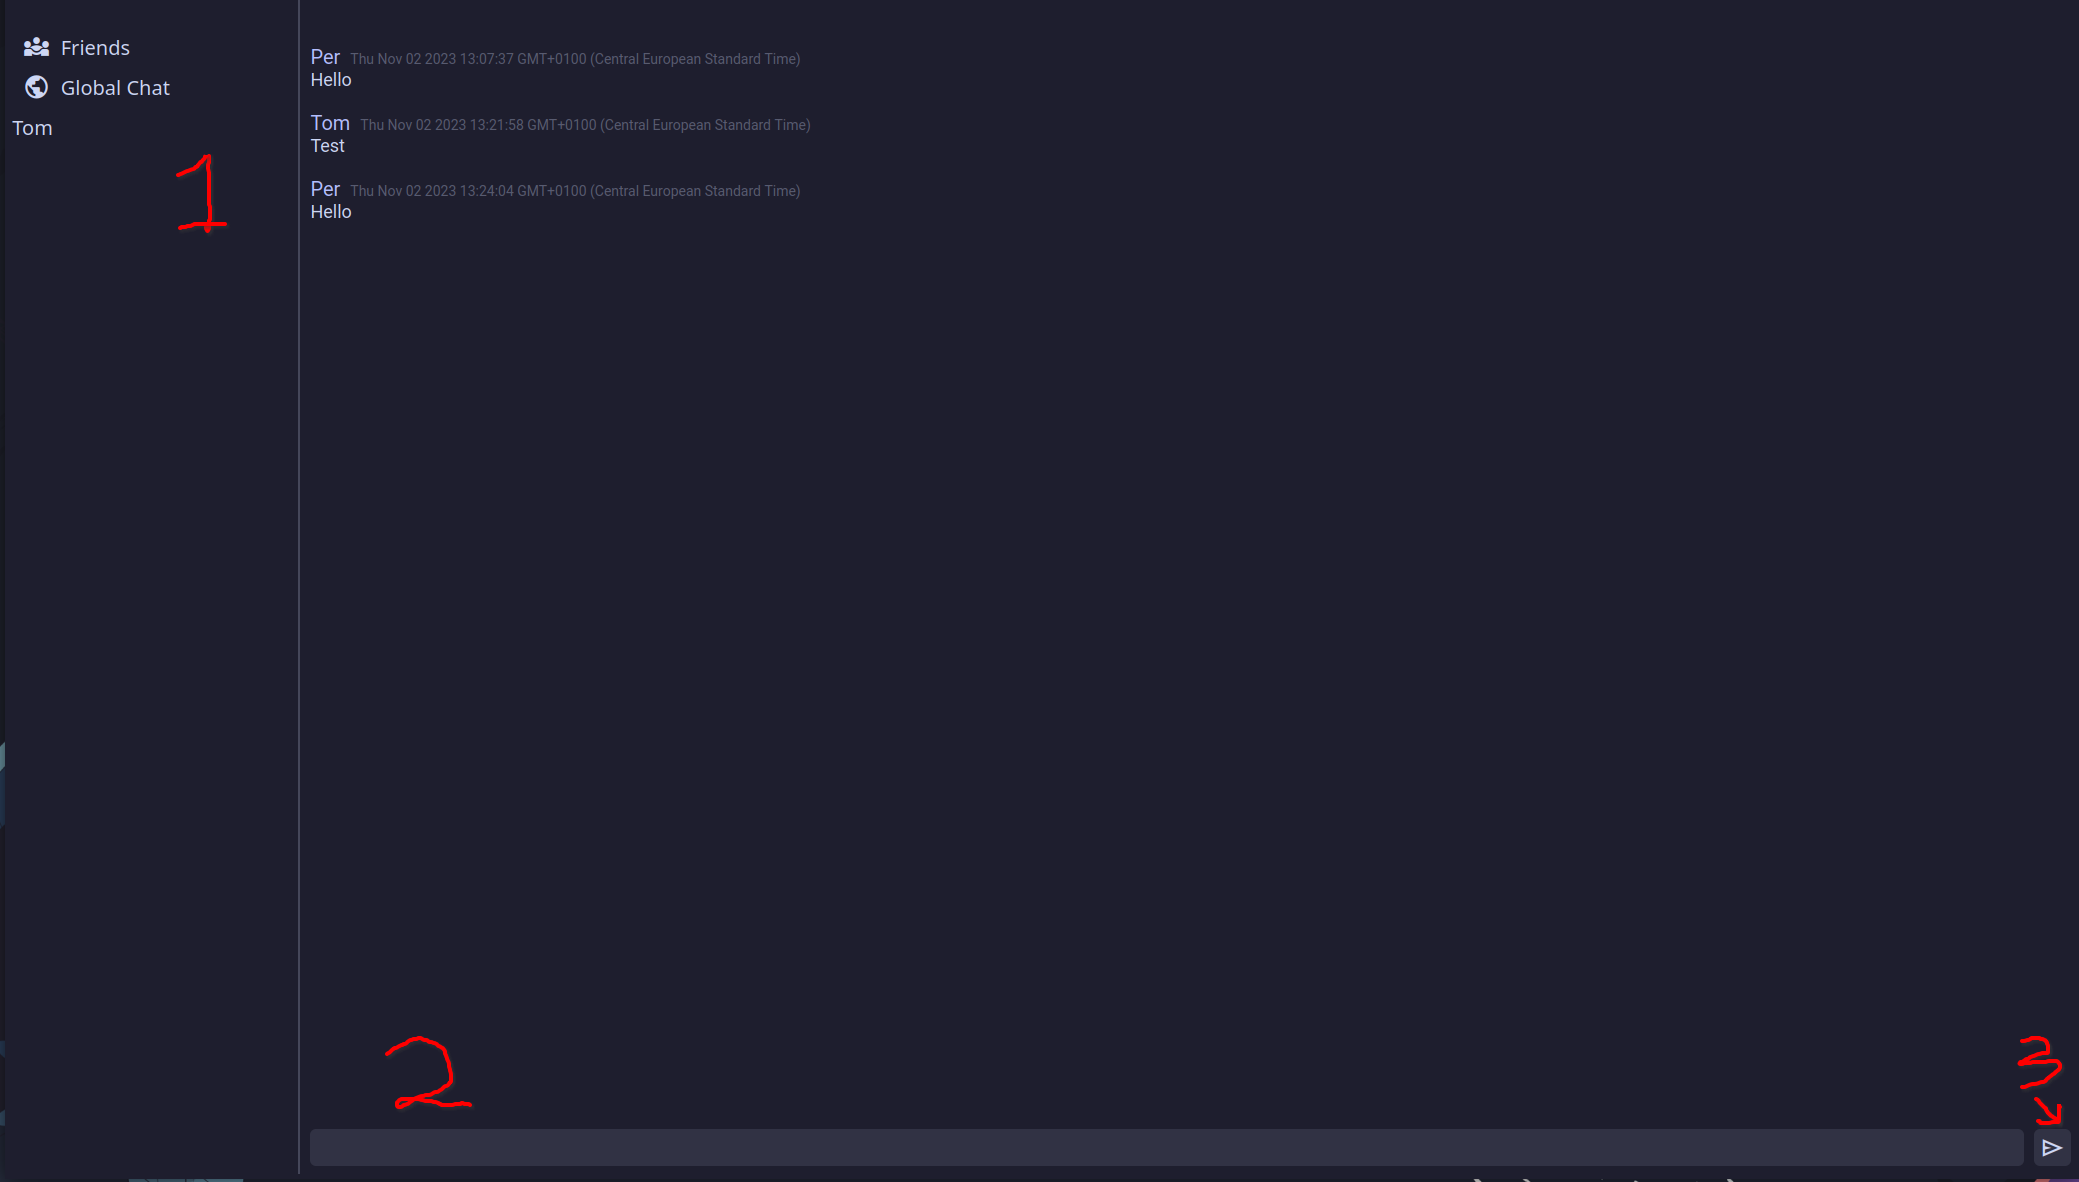 Friends
Global Chat
Tom
1
Per Thu Nov 02 2023 13:07:37 GMT+0100 (Central European Standard Time)
Hello
Tom Thu Nov 02 2023 13:21:58 GMT+0100 (Central European Standard Time)
Test
Per Thu Nov 02 2023 13:24:04 GMT+0100 (Central European Standard Time)
Hello
2
3